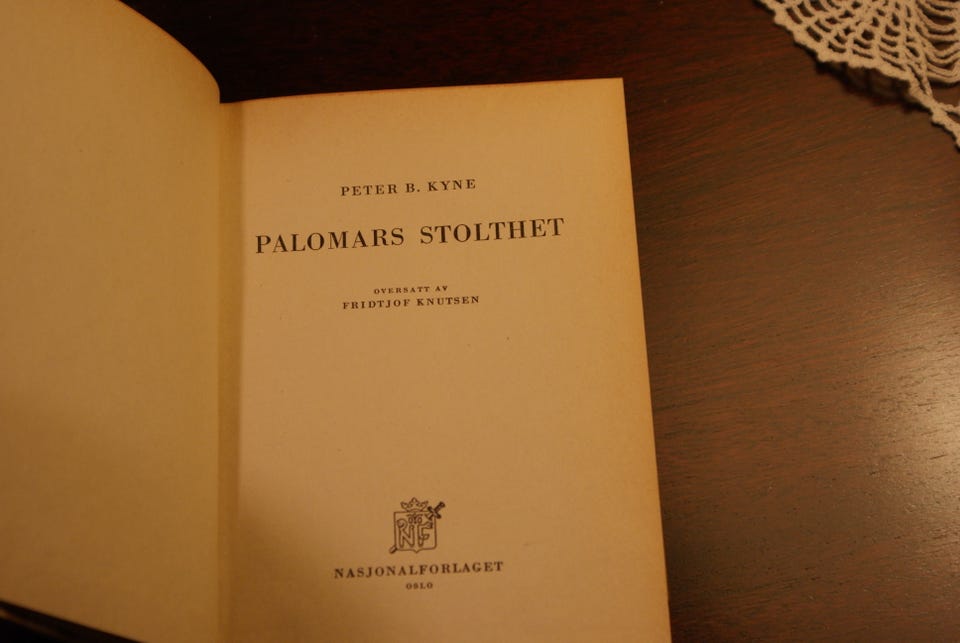 PETER B. KYNE
PALOMARS STOLTHET
OVERSATT AV
FRIDTJOF KNUTSEN
NF
NASJONALFORLAGET
OSLO